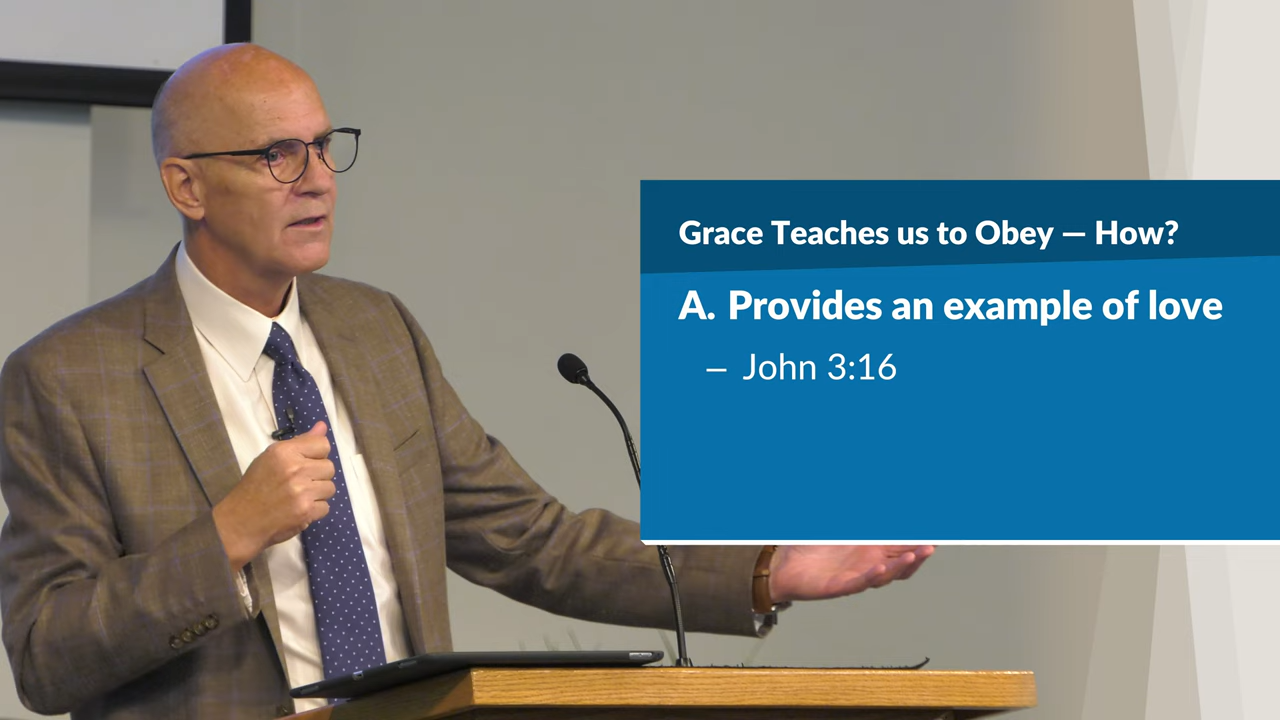 Grace Teaches us to Obey — How?
A. Provides an example of love
– John 3:16